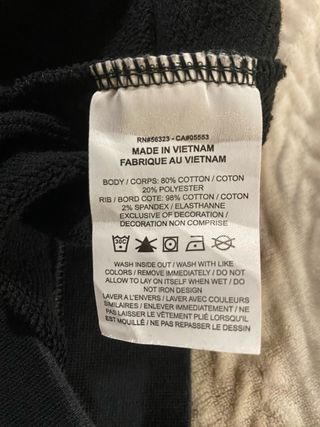 RN#56323 - CA#05553
MADE IN VIETNAM
FABRIQUE AU VIETNAM
BODY / CORPS: 80% COTTON / COTON
20% POLYESTER
RIB / BORD COTE: 98% COTTON / COTON
2% SPANDEX / ELASTHANNE
EXCLUSIVE OF DECORATION /
DECORATION NON COMPRISE
30C
WASH INSIDE OUT / WASH WITH LIKE
COLORS / REMOVE IMMEDIATELY / DO NOT
ALLOW TO LAY ON ITSELF WHEN WET / DO
NOT IRON DESIGN
LAVER A L'ENVERS / LAVER AVEC COULEURS
SIMILAIRES / ENLEVER IMMEDIATEMENT / NE
PAS LAISSER LE VÊTEMENT PLIÉ LORSQU'IL
EST MOUILLÉ / NE PAS REPASSER LE DESSIN